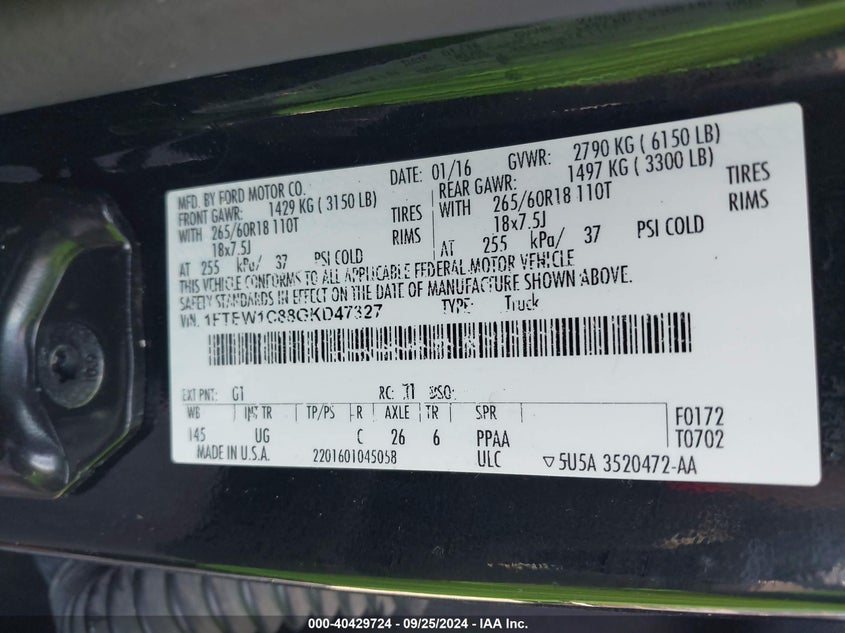 MFD. BY FORD MOTOR CO. DATE: 01/16 GVWR: 2790 KG ( 6150 LB)
FRONT GAWR: 1429 KG ( 3150 LB) REAR GAWR: 1497 KG ( 3300 LB)
WITH 265/60R18 110T TIRES WITH 265/60R18 110T TIRES
18x7.5J RIMS 18x7.5J RIMS
AT 255 kPa/ 37 PSI COLD AT 255 kPa/ 37 PSI COLD
THIS VEHICLE CONFORMS TO ALL APPLICABLE FEDERAL MOTOR VEHICLE
SAFETY STANDARDS IN EFFECT ON THE DATE OF MANUFACTURE SHOWN ABOVE.
VIN: 1FTEW1C88GKD47327 TYPE: Truck
EXT PNT: G1 RC: 71 DSO:
WB INT TR TP/PS R AXLE TR SPR F0172
145 UG C 26 6 PPAA T0702
MADE IN U.S.A. 2201601045058 ULC ▽5U5A 3520472-AA
000-40429724 - 09/25/2024 - IAA Inc.